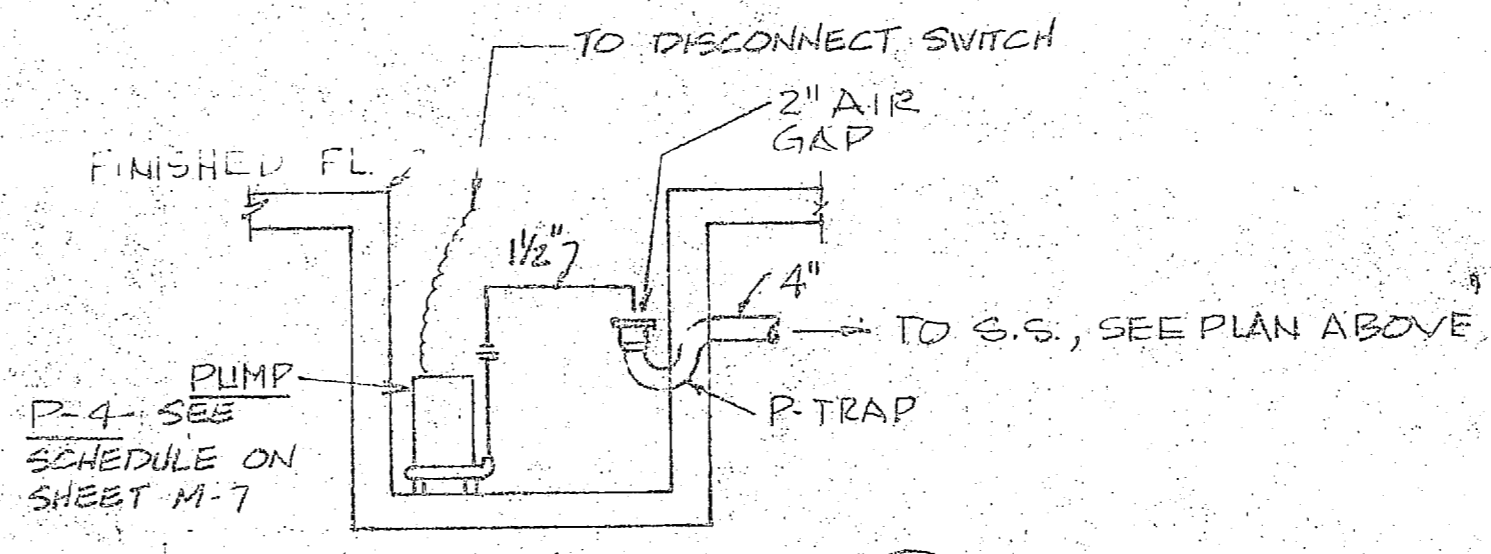 TO DISCONNECT SWITCH
2" AIR
GAP
FINISHED FL.
1½"
4"
TO S.S., SEE PLAN ABOVE
PUMP
P-4 - SEE
SCHEDULE ON
SHEET M-7
P-TRAP